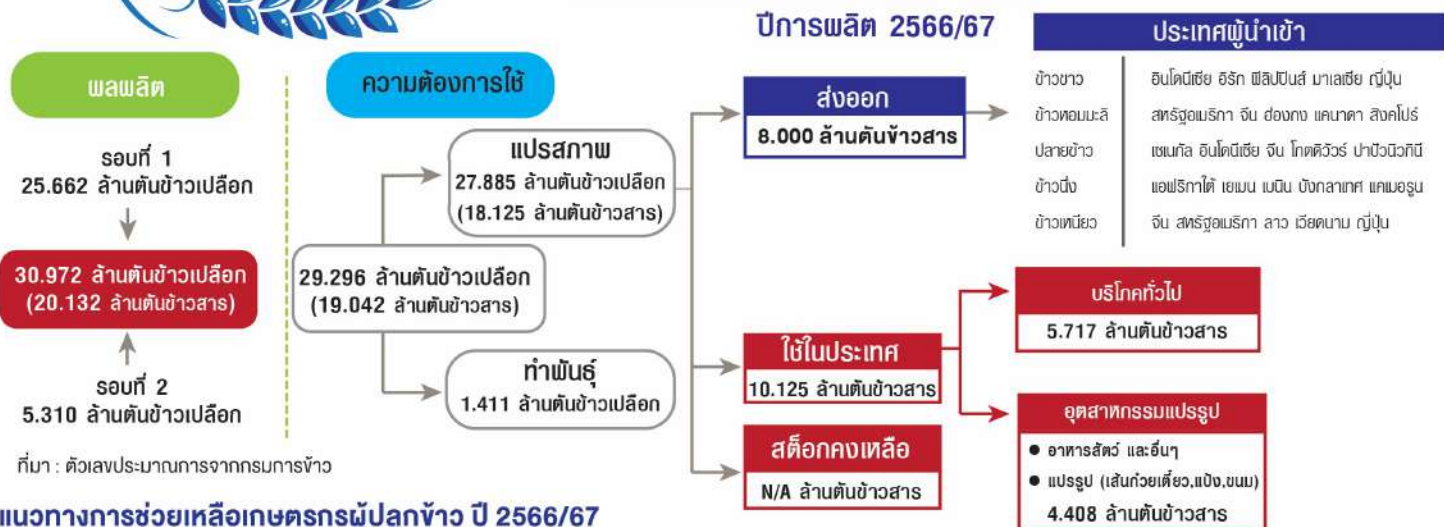 ปีการผลิต 2566/67
ผลผลิต
รอบที่ 1
25.662 ล้านตันข้าวเปลือก
30.972 ล้านตันข้าวเปลือก
(20.132 ล้านตันข้าวสาร)
รอบที่ 2
5.310 ล้านตันข้าวเปลือก
ที่มา : ตัวเลขประมาณการจากกรมการข้าว
ความต้องการใช้
29.296 ล้านตันข้าวเปลือก
(19.042 ล้านตันข้าวสาร)
แปรสภาพ
27.885 ล้านตันข้าวเปลือก
(18.125 ล้านตันข้าวสาร)
ทำพันธุ์
1.411 ล้านตันข้าวเปลือก
ส่งออก
8.000 ล้านตันข้าวสาร
ใช้ในประเทศ
10.125 ล้านตันข้าวสาร
สต็อกคงเหลือ
N/A ล้านตันข้าวสาร
ประเทศผู้นำเข้า
ข้าวขาว อินโดนีเซีย อิรัก ฟิลิปปินส์ มาเลเซีย ญี่ปุ่น
ข้าวหอมมะลิ สหรัฐอเมริกา จีน ฮ่องกง แคนาดา สิงคโปร์
ปลายข้าว เซเนกัล อินโดนีเซีย จีน โกตดิวัวร์ ปาปัวนิวกินี
ข้าวนึ่ง แอฟริกาใต้ เยเมน เบนิน บังกลาเทศ แคเมอรูน
ข้าวเหนียว จีน สหรัฐอเมริกา ลาว เวียดนาม ญี่ปุ่น
บริโภคทั่วไป
5.717 ล้านตันข้าวสาร
อุตสาหกรรมแปรรูป
● อาหารสัตว์ และอื่นๆ
● แปรรูป (เส้นก๋วยเตี๋ยว,แป้ง,ขนม)
4.408 ล้านตันข้าวสาร
แนวทางการช่วยเหลือเกษตรกรผู้ปลูกข้าว ปี 2566/67